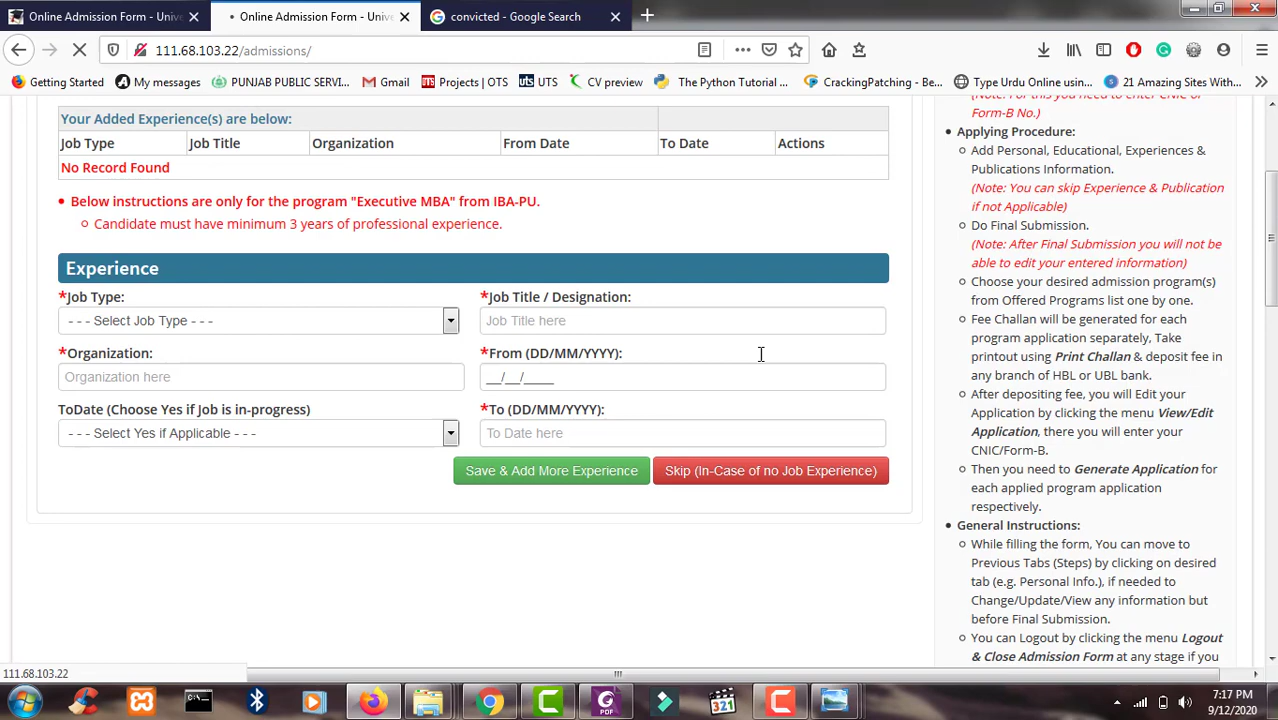 Online Admission Form - Unive
Online Admission Form - Unive
convicted - Google Search
111.68.103.22/admissions/
Getting Started
My messages
PUNJAB PUBLIC SERVI...
Gmail
Projects | OTS
UTS
CV preview
The Python Tutorial ...
CrackingPatching - Be...
Type Urdu Online usin...
21 Amazing Sites With...
Your Added Experience(s) are below:
Job Type Job Title Organization From Date To Date Actions
No Record Found
Below instructions are only for the program "Executive MBA" from IBA-PU.
Candidate must have minimum 3 years of professional experience.
Experience
*Job Type:
- - - Select Job Type - - -
*Job Title / Designation:
Job Title here
*Organization:
Organization here
*From (DD/MM/YYYY):
__/__/____
ToDate (Choose Yes if Job is in-progress)
- - - Select Yes if Applicable - - -
*To (DD/MM/YYYY):
To Date here
Save & Add More Experience
Skip (In-Case of no Job Experience)
Form-B No.)
Applying Procedure:
Add Personal, Educational, Experiences &
Publications Information.
(Note: You can skip Experience & Publication
if not Applicable)
Do Final Submission.
(Note: After Final Submission you will not be
able to edit your entered information)
Choose your desired admission program(s)
from Offered Programs list one by one.
Fee Challan will be generated for each
program application separately, Take
printout using Print Challan & deposit fee in
any branch of HBL or UBL bank.
After depositing fee, you will Edit your
Application by clicking the menu View/Edit
Application, there you will enter your
CNIC/Form-B.
Then you need to Generate Application for
each applied program application
respectively.
General Instructions:
While filling the form, You can move to
Previous Tabs (Steps) by clicking on desired
tab (e.g. Personal Info.), if needed to
Change/Update/View any information but
before Final Submission.
You can Logout by clicking the menu Logout
& Close Admission Form at any stage if you
111.68.103.22
PDF
321
7:17 PM
9/12/2020